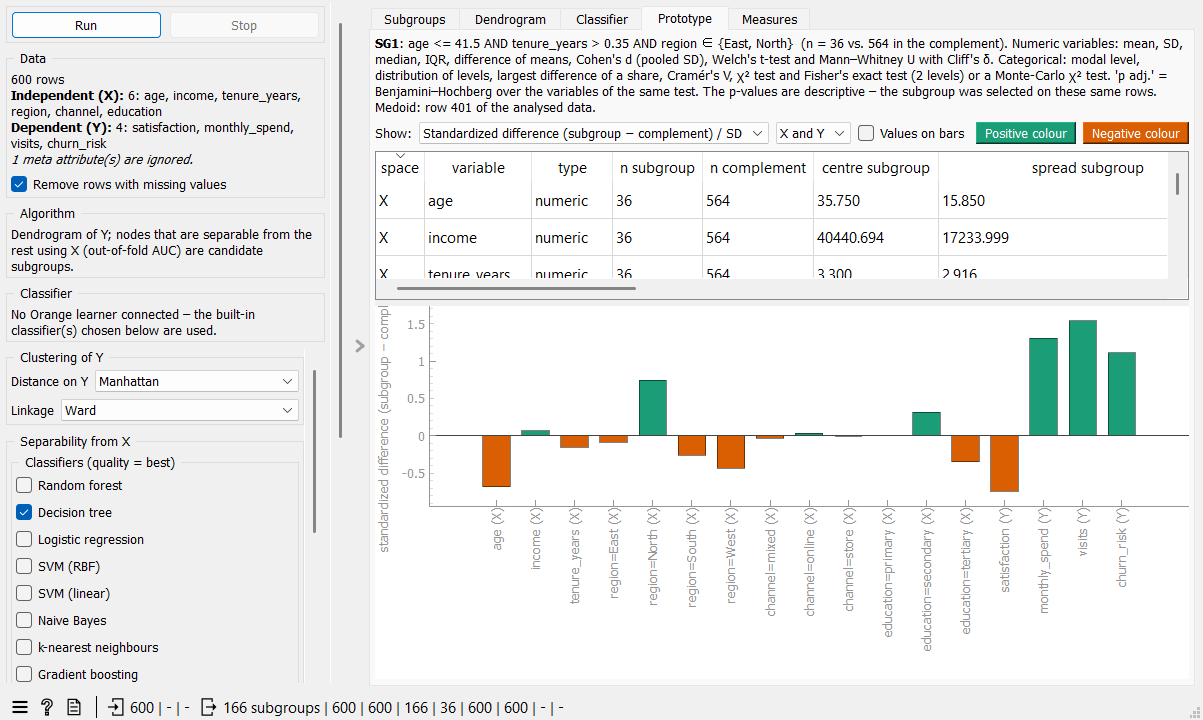 Run
Stop
Data
600 rows
Independent (X): 6: age, income, tenure_years,
region, channel, education
Dependent (Y): 4: satisfaction, monthly_spend,
visits, churn_risk
1 meta attribute(s) are ignored.
Remove rows with missing values
Algorithm
Dendrogram of Y; nodes that are separable from the
rest using X (out-of-fold AUC) are candidate
subgroups.
Classifier
No Orange learner connected – the built-in
classifier(s) chosen below are used.
Clustering of Y
Distance on Y Manhattan
Linkage Ward
Separability from X
Classifiers (quality = best)
Random forest
Decision tree
Logistic regression
SVM (RBF)
SVM (linear)
Naive Bayes
k-nearest neighbours
Gradient boosting
Subgroups Dendrogram Classifier Prototype Measures
SG1: age <= 41.5 AND tenure_years > 0.35 AND region ∈ {East, North} (n = 36 vs. 564 in the complement). Numeric variables: mean, SD,
median, IQR, difference of means, Cohen's d (pooled SD), Welch's t-test and Mann–Whitney U with Cliff's δ. Categorical: modal level,
distribution of levels, largest difference of a share, Cramér's V, χ² test and Fisher's exact test (2 levels) or a Monte-Carlo χ² test. 'p adj.' =
Benjamini–Hochberg over the variables of the same test. The p-values are descriptive – the subgroup was selected on these same rows.
Medoid: row 401 of the analysed data.
Show: Standardized difference (subgroup − complement) / SD X and Y Values on bars Positive colour Negative colour
space variable type n subgroup n complement centre subgroup spread subgroup
X age numeric 36 564 35.750 15.850
X income numeric 36 564 40440.694 17233.999
X tenure_years numeric 36 564 3.300 2.916
standardized difference (subgroup − compl
1.5
1
0.5
0
-0.5
age (X)
income (X)
tenure_years (X)
region=East (X)
region=North (X)
region=South (X)
region=West (X)
channel=mixed (X)
channel=online (X)
channel=store (X)
education=primary (X)
education=secondary (X)
education=tertiary (X)
satisfaction (Y)
monthly_spend (Y)
visits (Y)
churn_risk (Y)
600 | - | - 166 subgroups | 600 | 600 | 166 | 36 | 600 | 600 | - | -